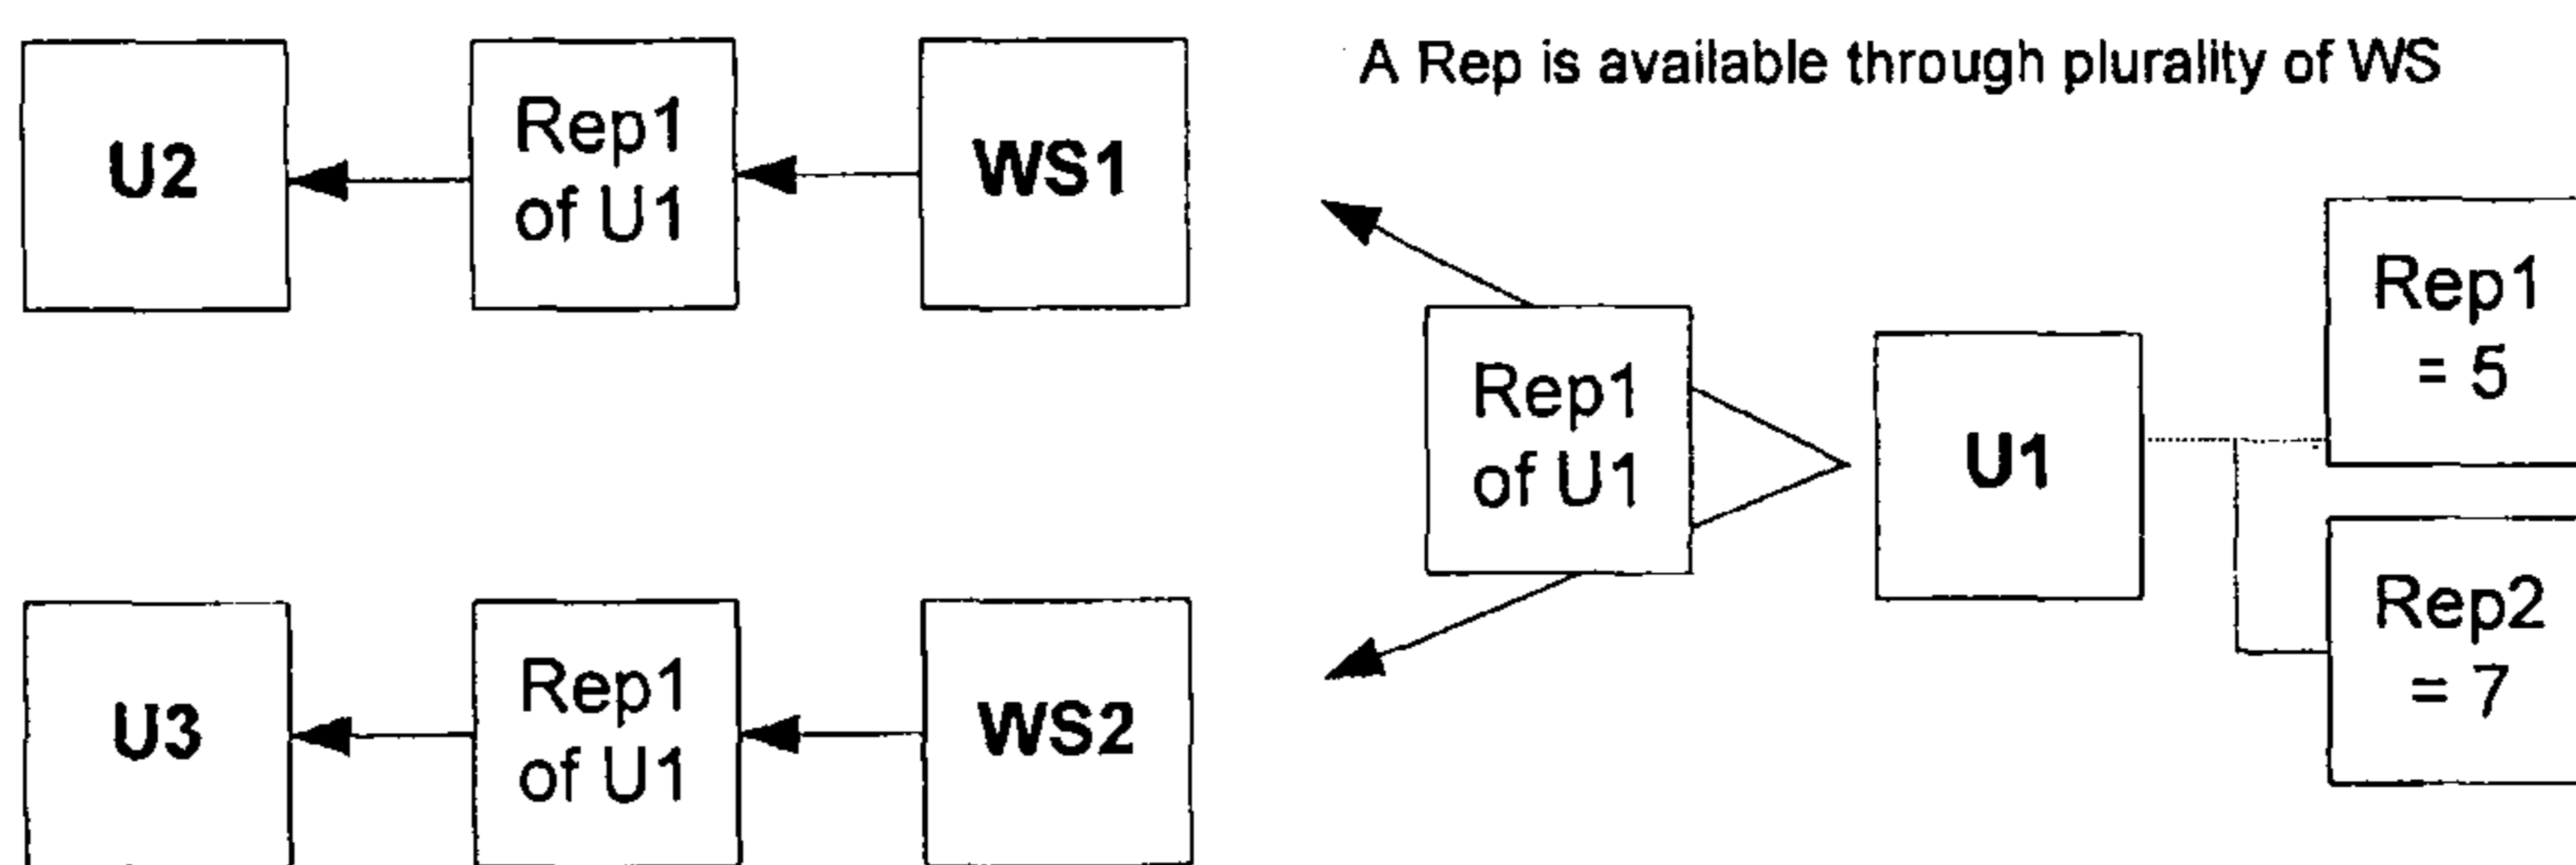 A Rep is available through plurality of WS
U2
Rep1
of U1
WS1
Rep1
of U1
U1
Rep1
= 5
Rep2
= 7
U3
Rep1
of U1
WS2